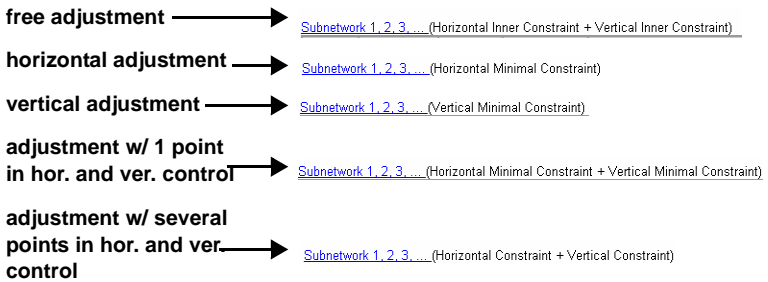 free adjustment
Subnetwork 1, 2, 3, ... (Horizontal Inner Constraint + Vertical Inner Constraint)
horizontal adjustment
Subnetwork 1, 2, 3, ... (Horizontal Minimal Constraint)
vertical adjustment
Subnetwork 1, 2, 3, ... (Vertical Minimal Constraint)
adjustment w/ 1 point
in hor. and ver. control
Subnetwork 1, 2, 3, ... (Horizontal Minimal Constraint + Vertical Minimal Constraint)
adjustment w/ several
points in hor. and ver.
control
Subnetwork 1, 2, 3, ... (Horizontal Constraint + Vertical Constraint)